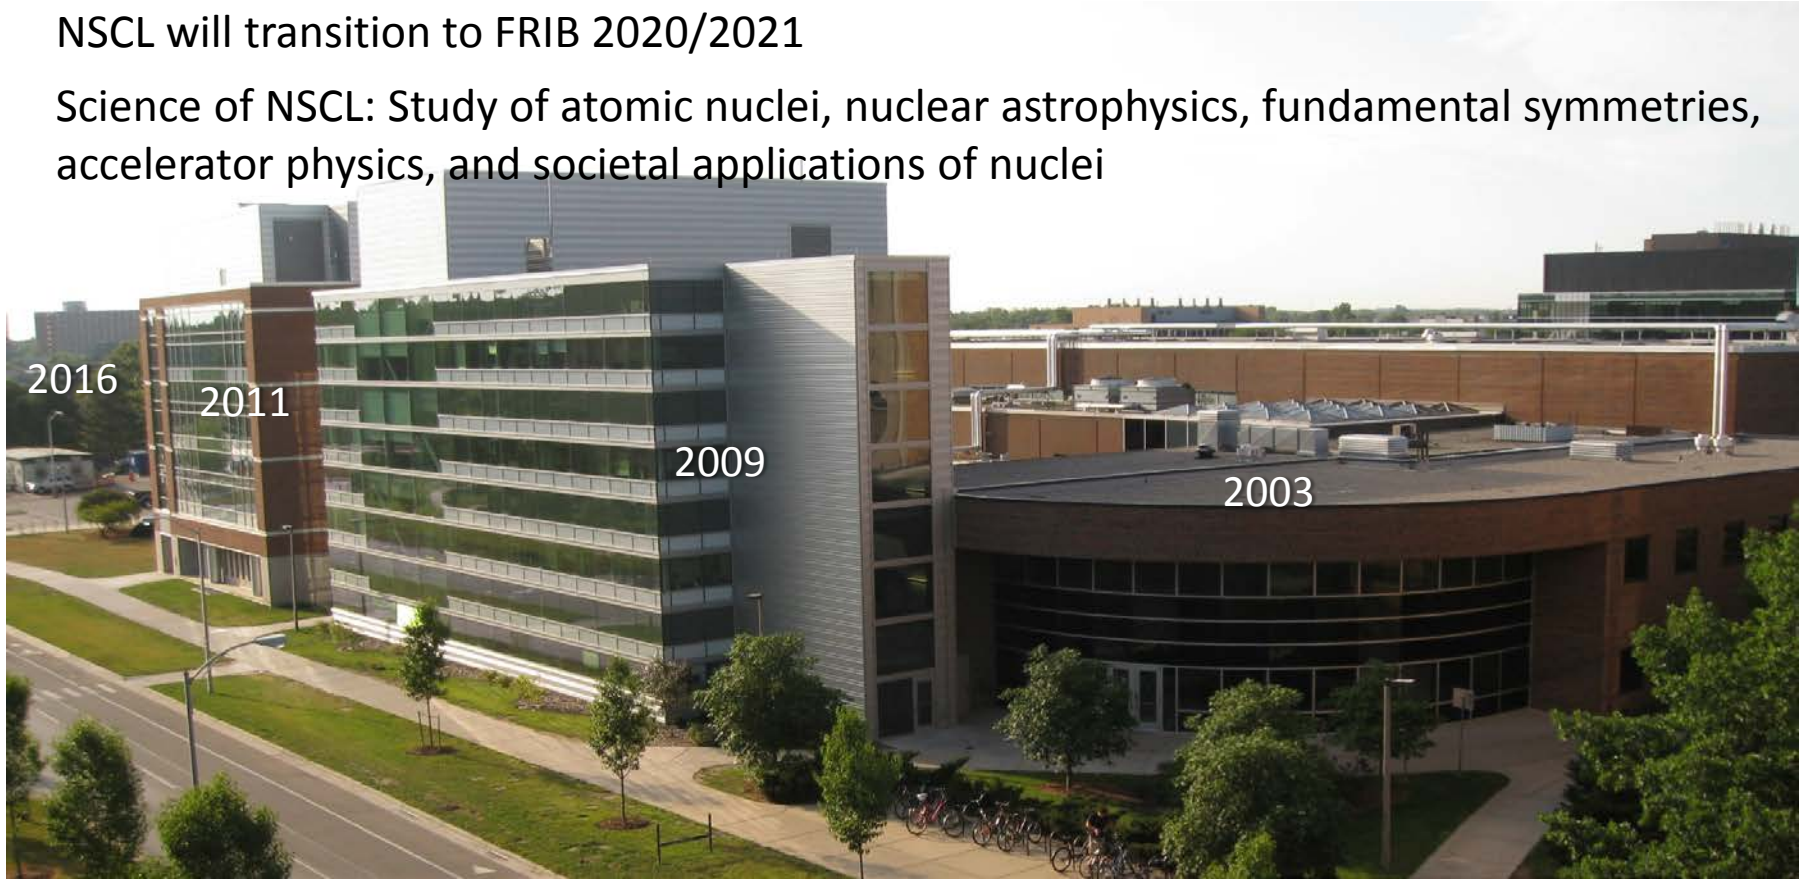 NSCL will transition to FRIB 2020/2021
Science of NSCL: Study of atomic nuclei, nuclear astrophysics, fundamental symmetries,
accelerator physics, and societal applications of nuclei
2016
2011
2009
2003